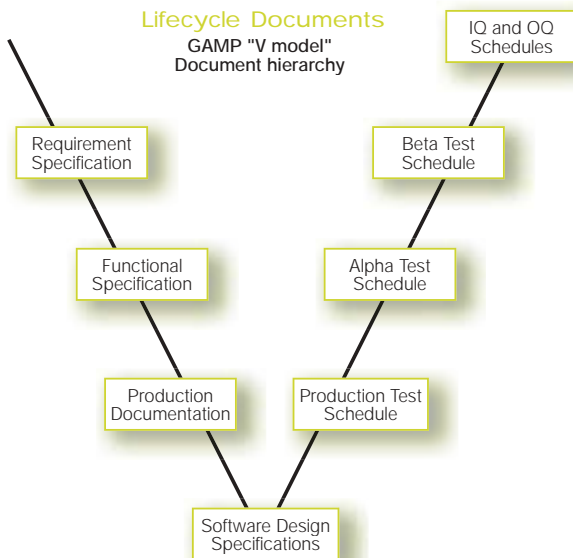 Lifecycle Documents
GAMP "V model"
Document hierarchy
IQ and OQ
Schedules
Requirement
Specification
Beta Test
Schedule
Functional
Specification
Alpha Test
Schedule
Production
Documentation
Production Test
Schedule
Software Design
Specifications